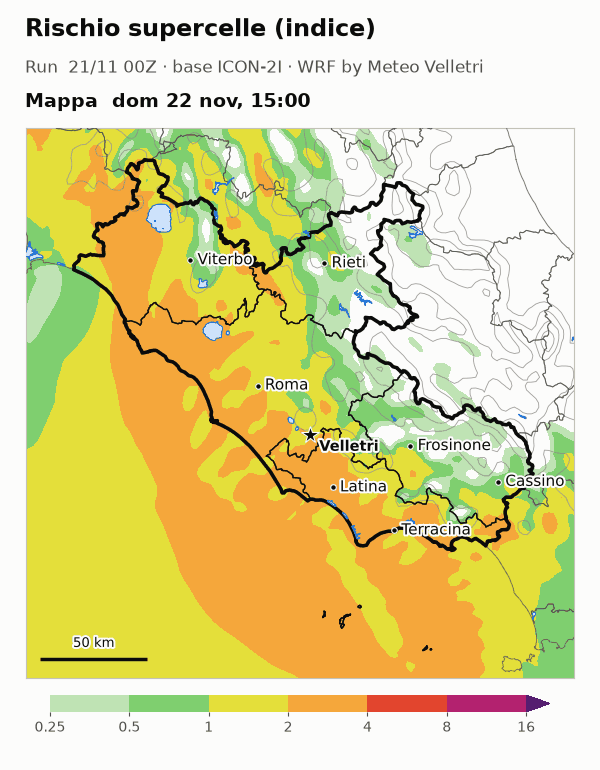 Rischio supercelle (indice)
Run  21/11 00Z · base ICON-2I · WRF by Meteo Velletri
Mappa  dom 22 nov, 15:00
Viterbo
Rieti
Roma
Velletri
Frosinone
Latina
Cassino
Terracina
50 km
0.25 0.5 1 2 4 8 16